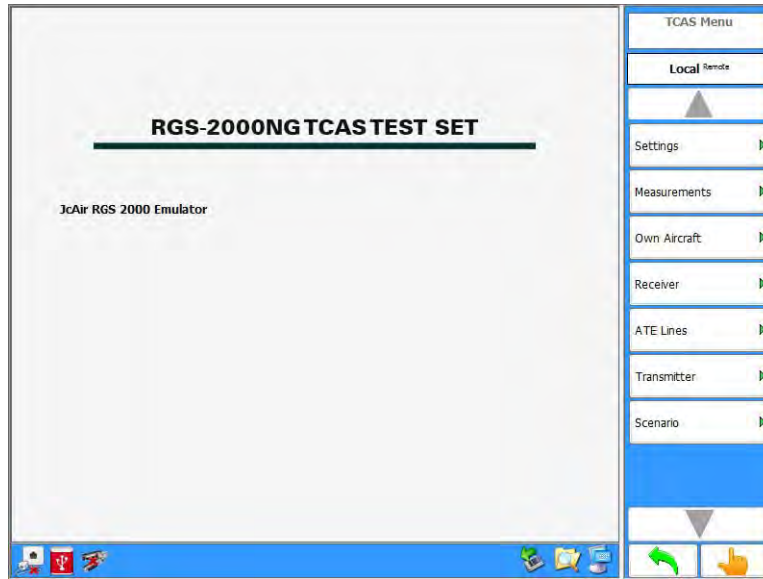 TCAS Menu
Local Remote
RGS-2000NG TCAS TEST SET
JcAir RGS 2000 Emulator
Settings
Measurements
Own Aircraft
Receiver
ATE Lines
Transmitter
Scenario